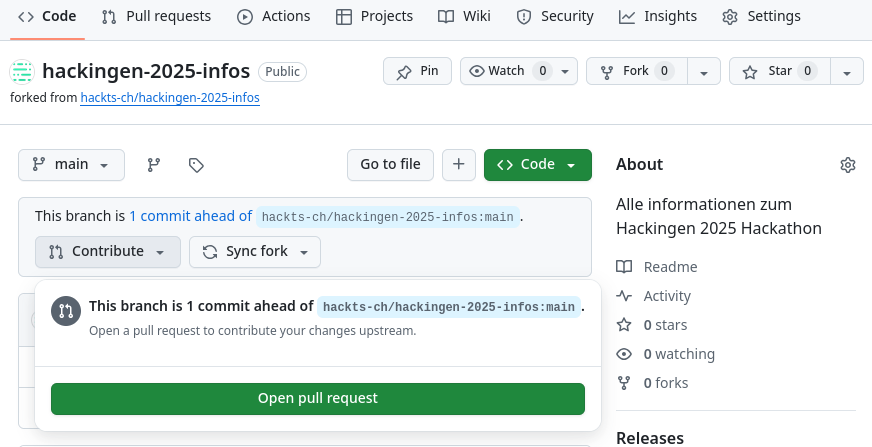 Code Pull requests Actions Projects Wiki Security Insights Settings
hackingen-2025-infos Public Pin Watch 0 Fork 0 Star 0
forked from hackts-ch/hackingen-2025-infos
main Go to file Code
This branch is 1 commit ahead of hackts-ch/hackingen-2025-infos:main.
Contribute Sync fork
This branch is 1 commit ahead of hackts-ch/hackingen-2025-infos:main.
Open a pull request to contribute your changes upstream.
Open pull request
About
Alle informationen zum
Hackingen 2025 Hackathon
Readme
Activity
0 stars
0 watching
0 forks
Releases